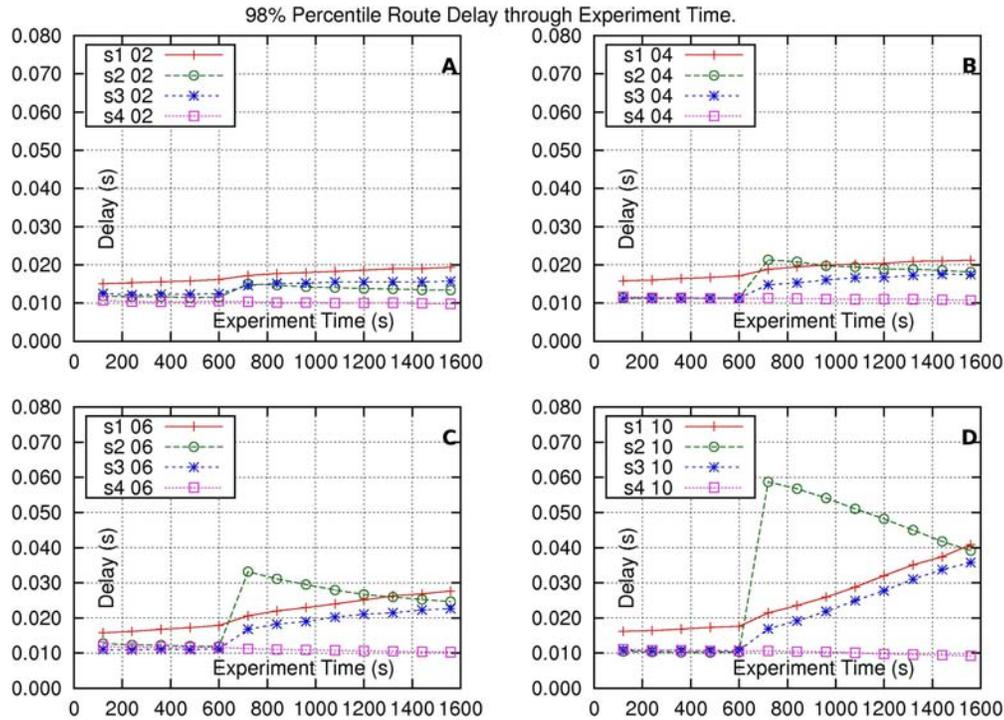 98% Percentile Route Delay through Experiment Time.
0.080
0.070
0.060
0.050
0.040
0.030
0.020
0.010
0.000
Delay (s)
s1 02
s2 02
s3 02
s4 02
A
Experiment Time (s)
0 200 400 600 800 1000 1200 1400 1600
0.080
0.070
0.060
0.050
0.040
0.030
0.020
0.010
0.000
Delay (s)
s1 04
s2 04
s3 04
s4 04
B
Experiment Time (s)
0 200 400 600 800 1000 1200 1400 1600
0.080
0.070
0.060
0.050
0.040
0.030
0.020
0.010
0.000
Delay (s)
s1 06
s2 06
s3 06
s4 06
C
Experiment Time (s)
0 200 400 600 800 1000 1200 1400 1600
0.080
0.070
0.060
0.050
0.040
0.030
0.020
0.010
0.000
Delay (s)
s1 10
s2 10
s3 10
s4 10
D
Experiment Time (s)
0 200 400 600 800 1000 1200 1400 1600